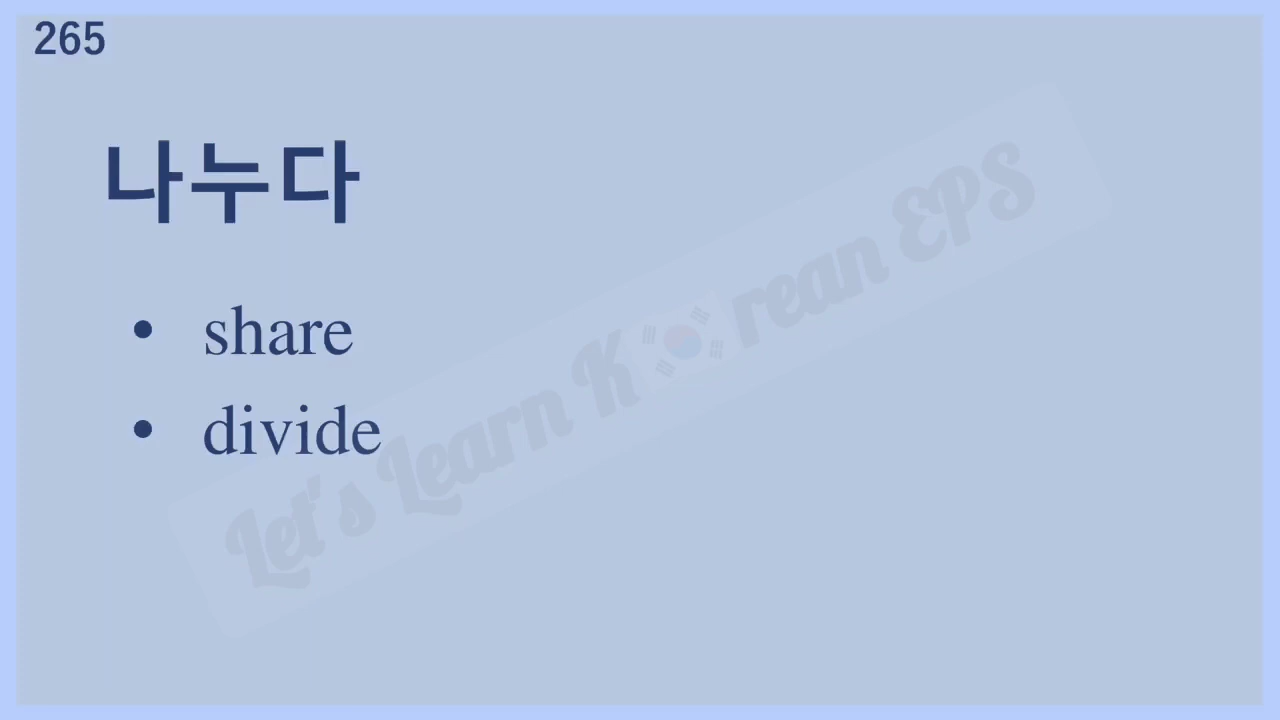 265
나누다
• share
• divide
Let's Learn Korean EPS